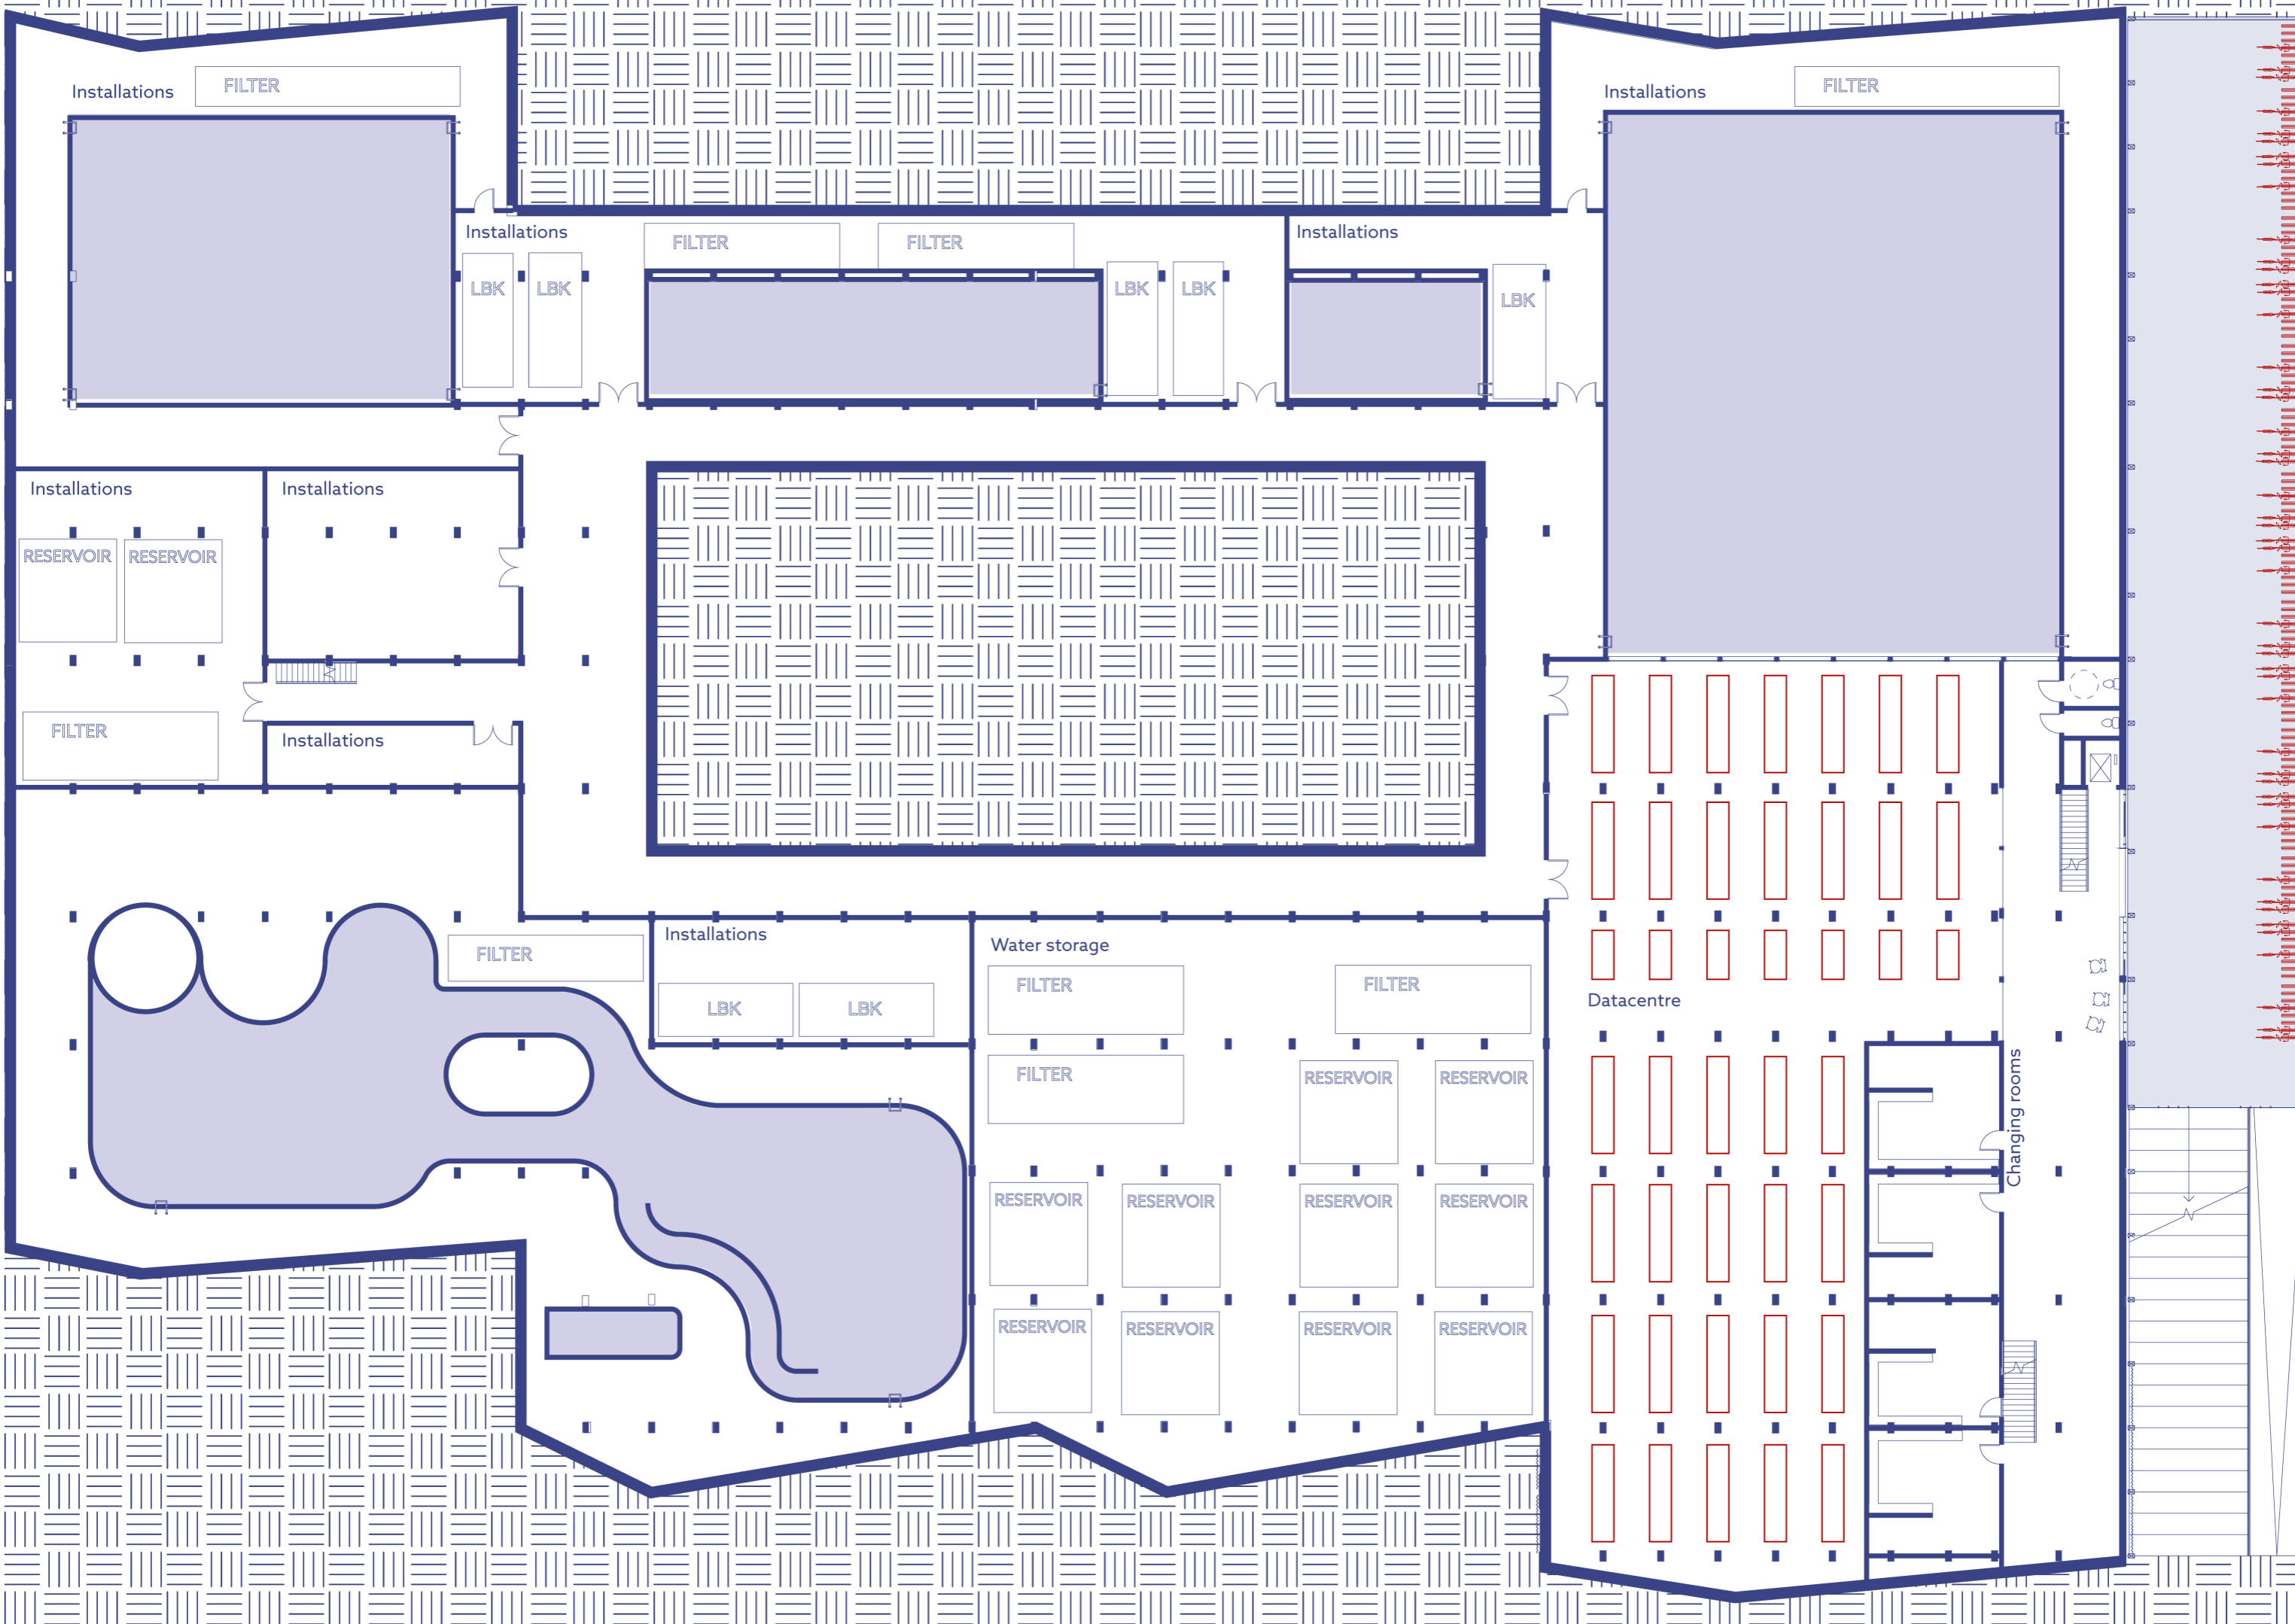 Installations
FILTER
Installations
FILTER
Installations
FILTER
FILTER
Installations
LBK
LBK
LBK
LBK
LBK
Installations
Installations
RESERVOIR
RESERVOIR
FILTER
Installations
Installations
FILTER
LBK
LBK
Water storage
FILTER
FILTER
FILTER
RESERVOIR
RESERVOIR
RESERVOIR
RESERVOIR
RESERVOIR
RESERVOIR
RESERVOIR
RESERVOIR
RESERVOIR
RESERVOIR
Datacentre
Changing rooms